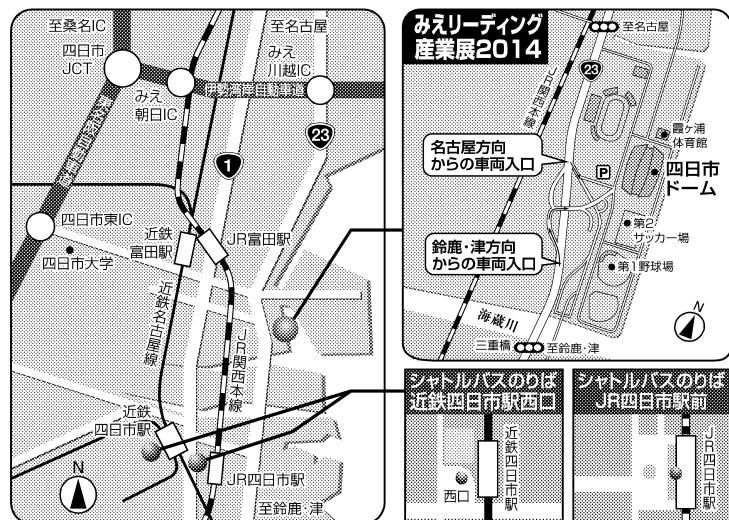 至桑名IC
四日市
JCT
みえ
朝日IC
至名古屋
みえ
川越IC
伊勢湾岸自動車道
東名阪自動車道
23
1
四日市東IC
四日市大学
近鉄
富田駅
JR富田駅
近鉄名古屋線
JR関西本線
近鉄
四日市駅
JR四日市駅
至鈴鹿・津
N
みえリーディング
産業展2014
至名古屋
JR関西本線
23
霞ヶ浦
体育館
名古屋方向
からの車両入口
P
四日市
ドーム
第2
サッカー場
鈴鹿・津方向
からの車両入口
第1野球場
海蔵川
三重橋
至鈴鹿・津
N
シャトルバスのりば
近鉄四日市駅西口
近鉄四日市駅
西口
シャトルバスのりば
JR四日市駅前
JR四日市駅